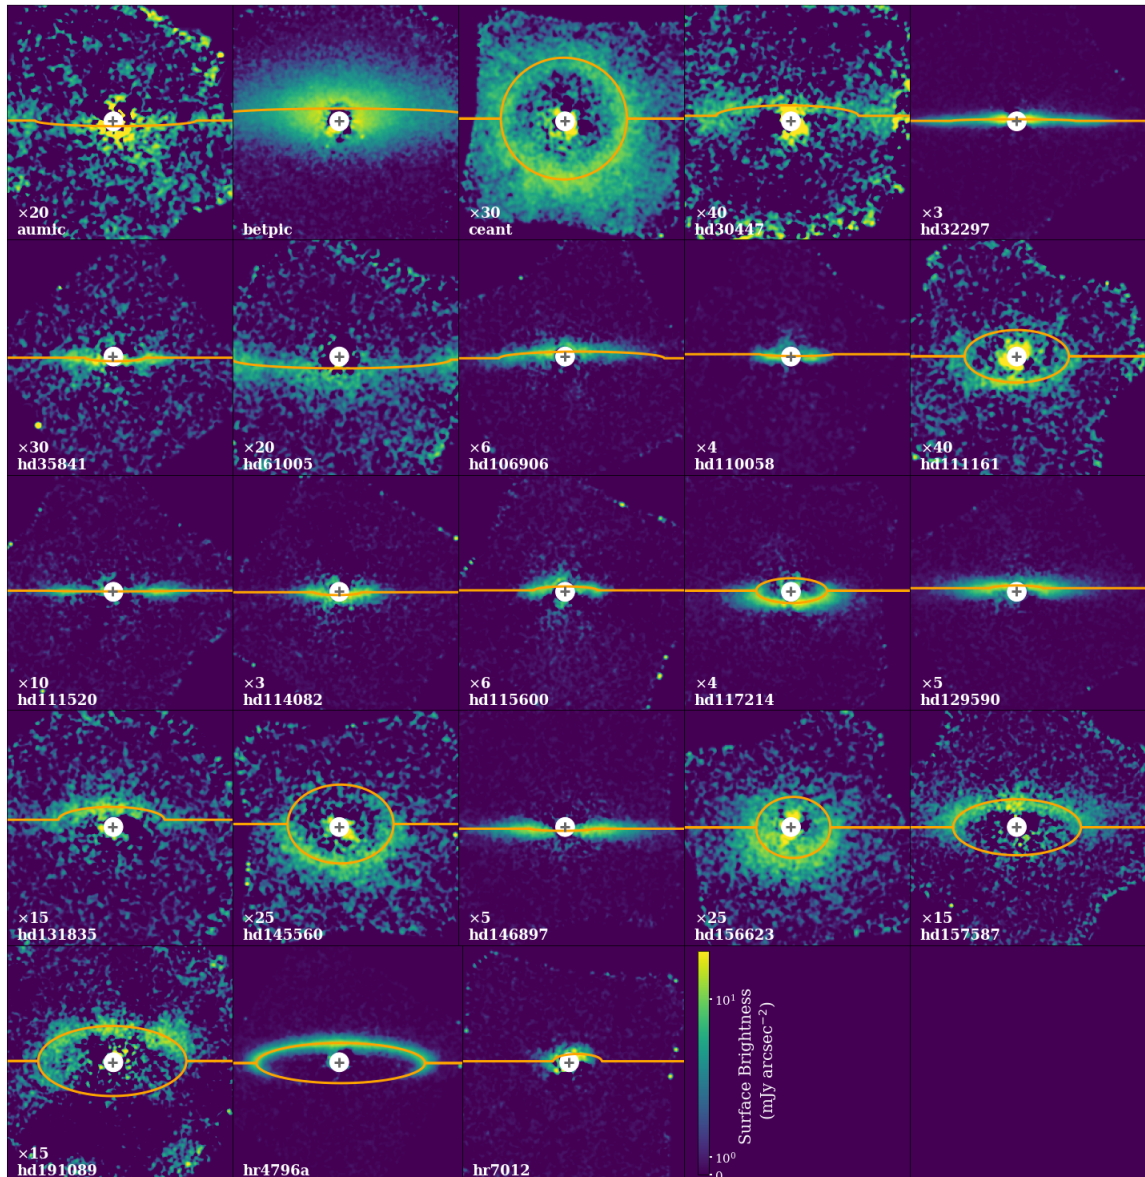 ×20
aumic
betpic
×30
ceant
×40
hd30447
×3
hd32297
×30
hd35841
×20
hd61005
×6
hd106906
×4
hd110058
×40
hd111161
×10
hd111520
×3
hd114082
×6
hd115600
×4
hd117214
×5
hd129590
×15
hd131835
×25
hd145560
×5
hd146897
×25
hd156623
×15
hd157587
×15
hd191089
hr4796a
hr7012
10¹
10⁰
0
Surface Brightness
(mJy arcsec⁻²)